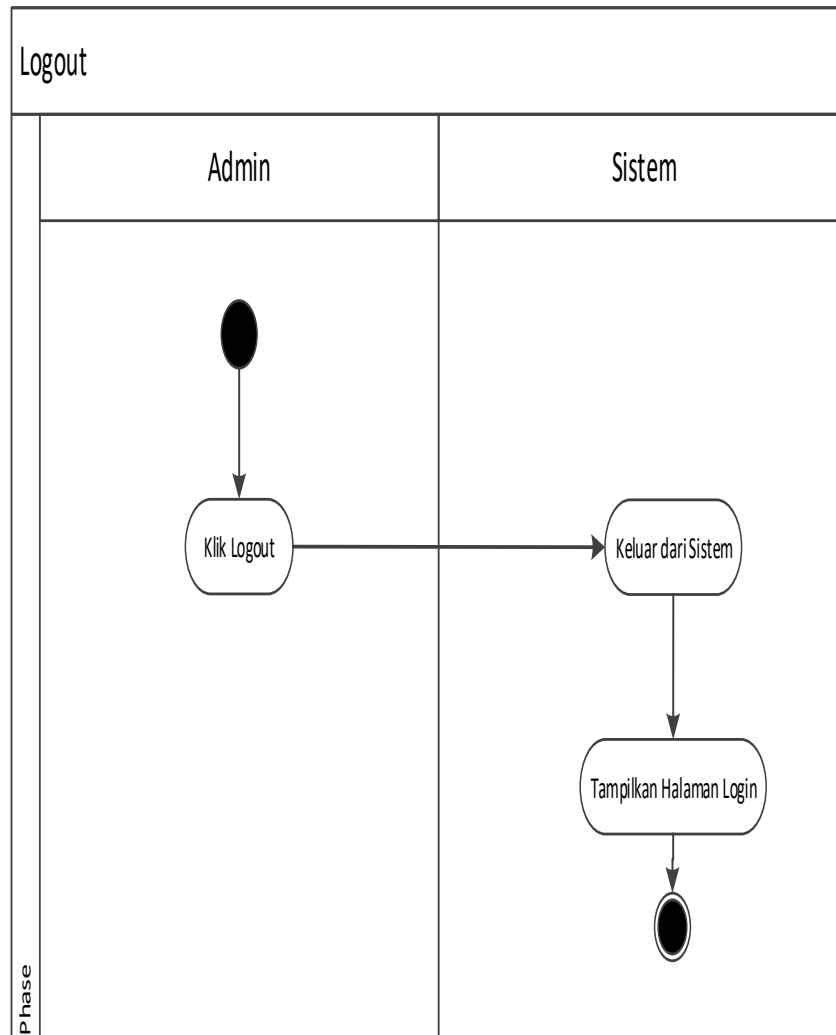 Logout
Admin
Sistem
Klik Logout
Keluar dari Sistem
Tampilkan Halaman Login
Phase